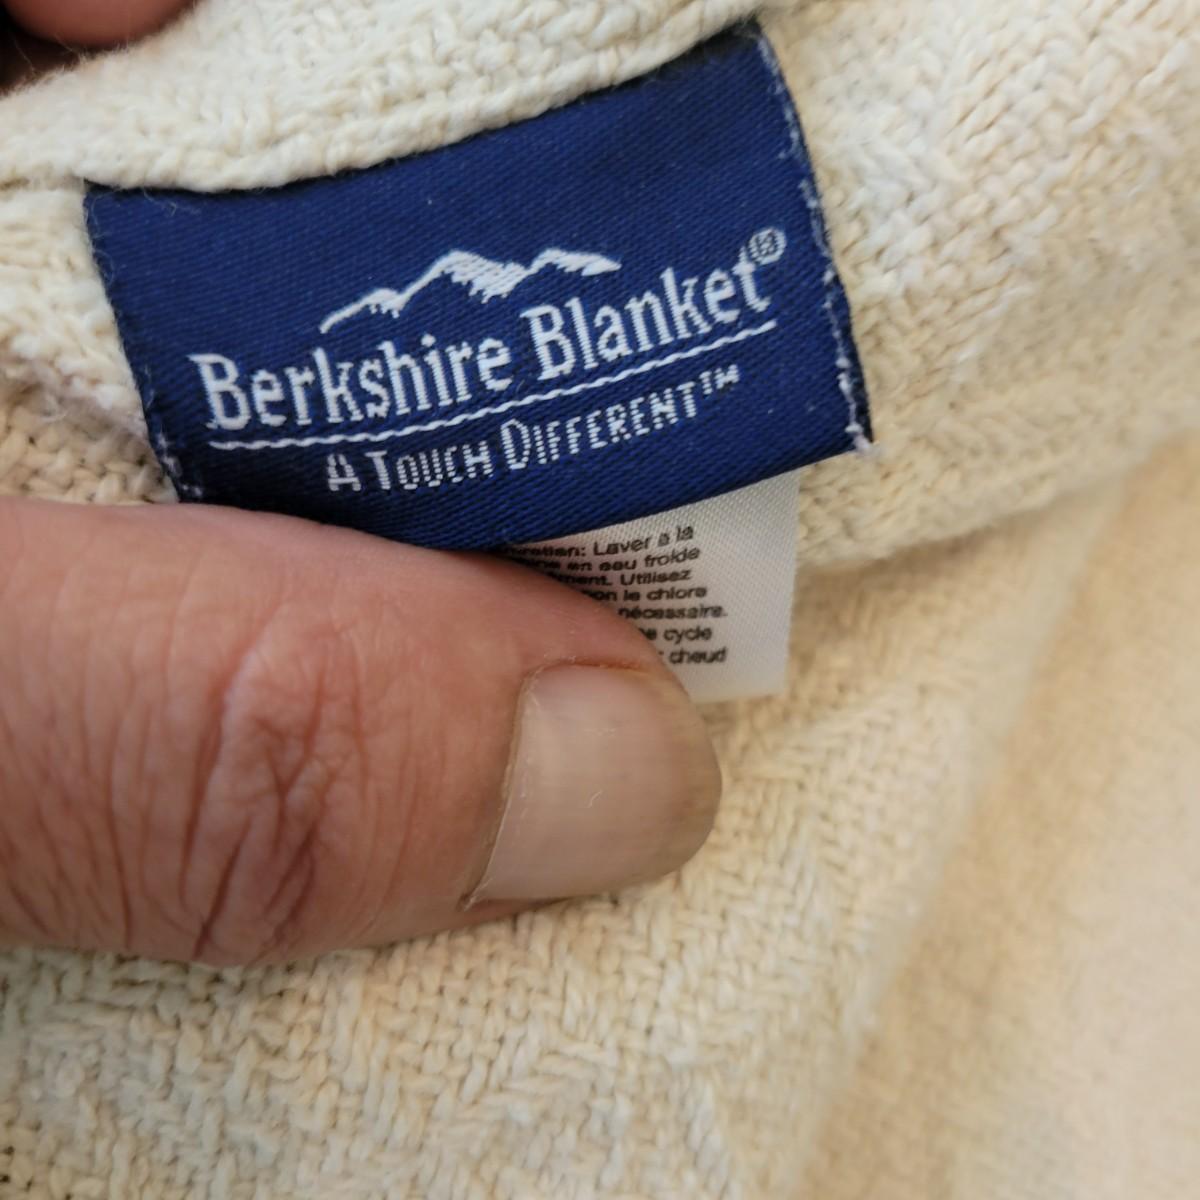 Berkshire Blanket®
A TOUCH DIFFERENT™
Laver à la
en eau froide
Utilisez
le chlore
nécessaire.
cycle
chaud